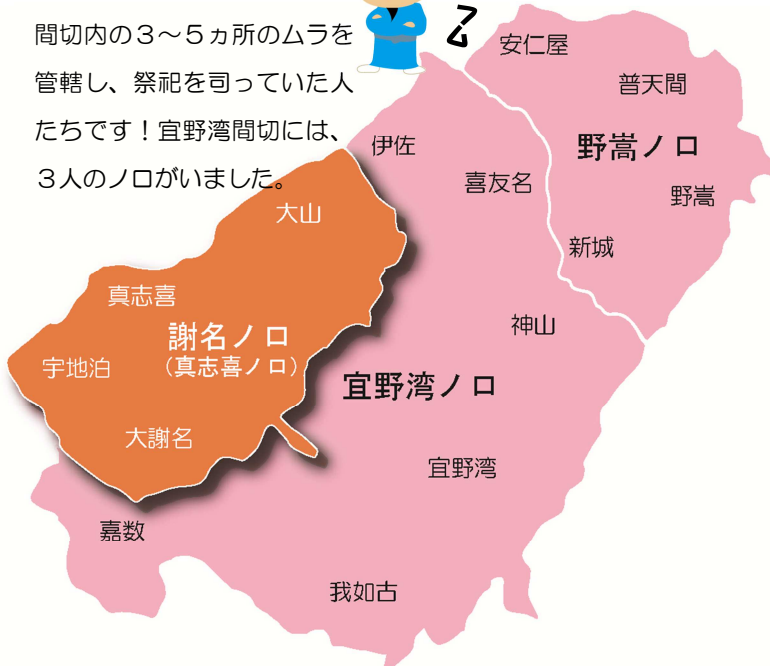 間切内の３～５ヵ所のムラを
管轄し、祭祀を司っていた人
たちです！宜野湾間切には、
３人のノロがいました。
安仁屋
普天間
野嵩ノロ
野嵩
新城
伊佐
喜友名
神山
宜野湾ノロ
宜野湾
我如古
嘉数
大山
真志喜
謝名ノロ
（真志喜ノロ）
宇地泊
大謝名